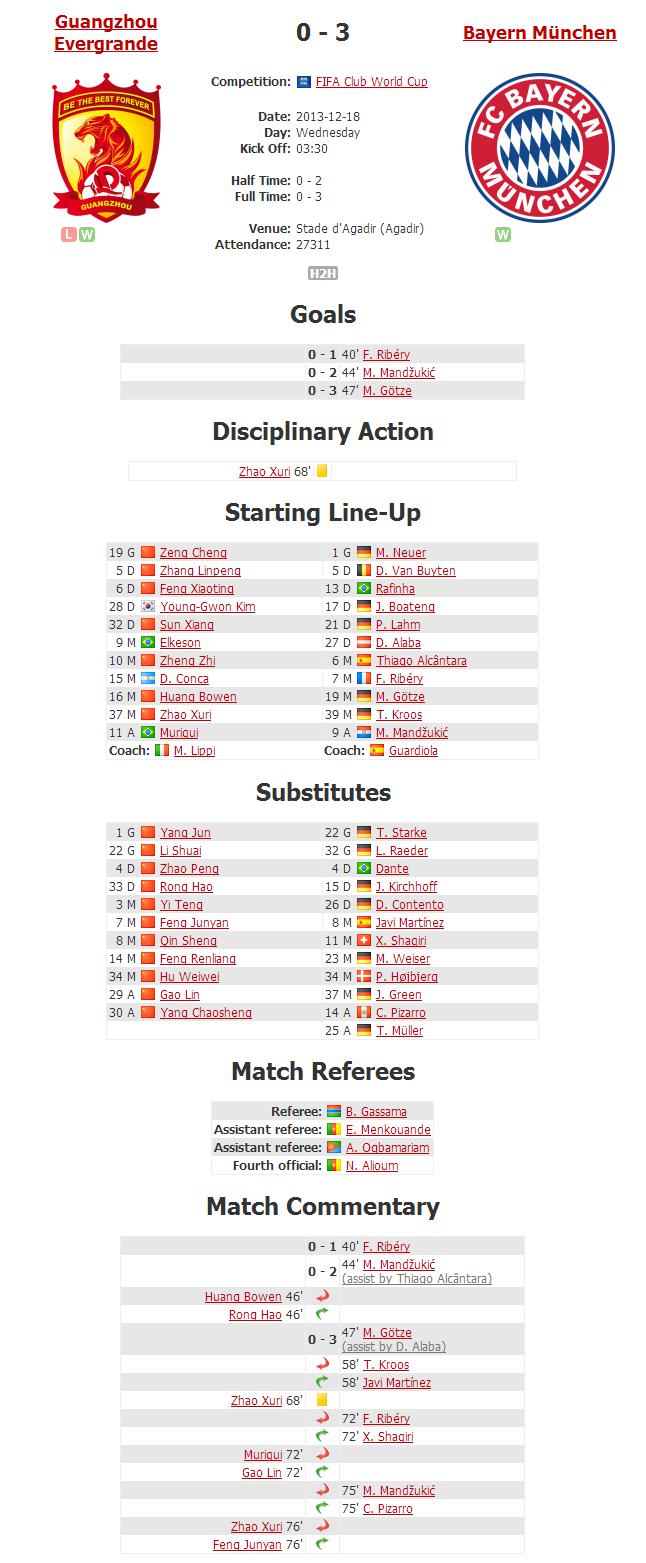 Guangzhou
Evergrande
0 - 3
Bayern München
BE THE BEST FOREVER
GUANGZHOU
FC BAYERN
MÜNCHEN
Competition: FIFA Club World Cup
Date: 2013-12-18
Day: Wednesday
Kick Off: 03:30
Half Time: 0 - 2
Full Time: 0 - 3
Venue: Stade d'Agadir (Agadir)
Attendance: 27311
L W
W
H2H
Goals
0 - 1 40' F. Ribéry
0 - 2 44' M. Mandžukić
0 - 3 47' M. Götze
Disciplinary Action
Zhao Xuri 68'
Starting Line-Up
19 G Zeng Cheng 1 G M. Neuer
5 D Zhang Linpeng 5 D D. Van Buyten
6 D Feng Xiaoting 13 D Rafinha
28 D Young-Gwon Kim 17 D J. Boateng
32 D Sun Xiang 21 D P. Lahm
9 M Elkeson 27 D D. Alaba
10 M Zheng Zhi 6 M Thiago Alcântara
15 M D. Conca 7 M F. Ribéry
16 M Huang Bowen 19 M M. Götze
37 M Zhao Xuri 39 M T. Kroos
11 A Muriqui 9 A M. Mandžukić
Coach: M. Lippi Coach: Guardiola
Substitutes
1 G Yang Jun 22 G T. Starke
22 G Li Shuai 32 G L. Raeder
4 D Zhao Peng 4 D Dante
33 D Rong Hao 15 D J. Kirchhoff
3 M Yi Teng 26 D D. Contento
7 M Feng Junyan 8 M Javi Martínez
8 M Qin Sheng 11 M X. Shaqiri
14 M Feng Renliang 23 M M. Weiser
34 M Hu Weiwei 34 M P. Højbjerg
29 A Gao Lin 37 M J. Green
30 A Yang Chaosheng 14 A C. Pizarro
25 A T. Müller
Match Referees
Referee: B. Gassama
Assistant referee: E. Menkouande
Assistant referee: A. Ogbamariam
Fourth official: N. Alioum
Match Commentary
0 - 1 40' F. Ribéry
0 - 2 44' M. Mandžukić
(assist by Thiago Alcântara)
Huang Bowen 46'
Rong Hao 46'
0 - 3 47' M. Götze
(assist by D. Alaba)
58' T. Kroos
58' Javi Martínez
Zhao Xuri 68'
72' F. Ribéry
72' X. Shaqiri
Muriqui 72'
Gao Lin 72'
75' M. Mandžukić
75' C. Pizarro
Zhao Xuri 76'
Feng Junyan 76'